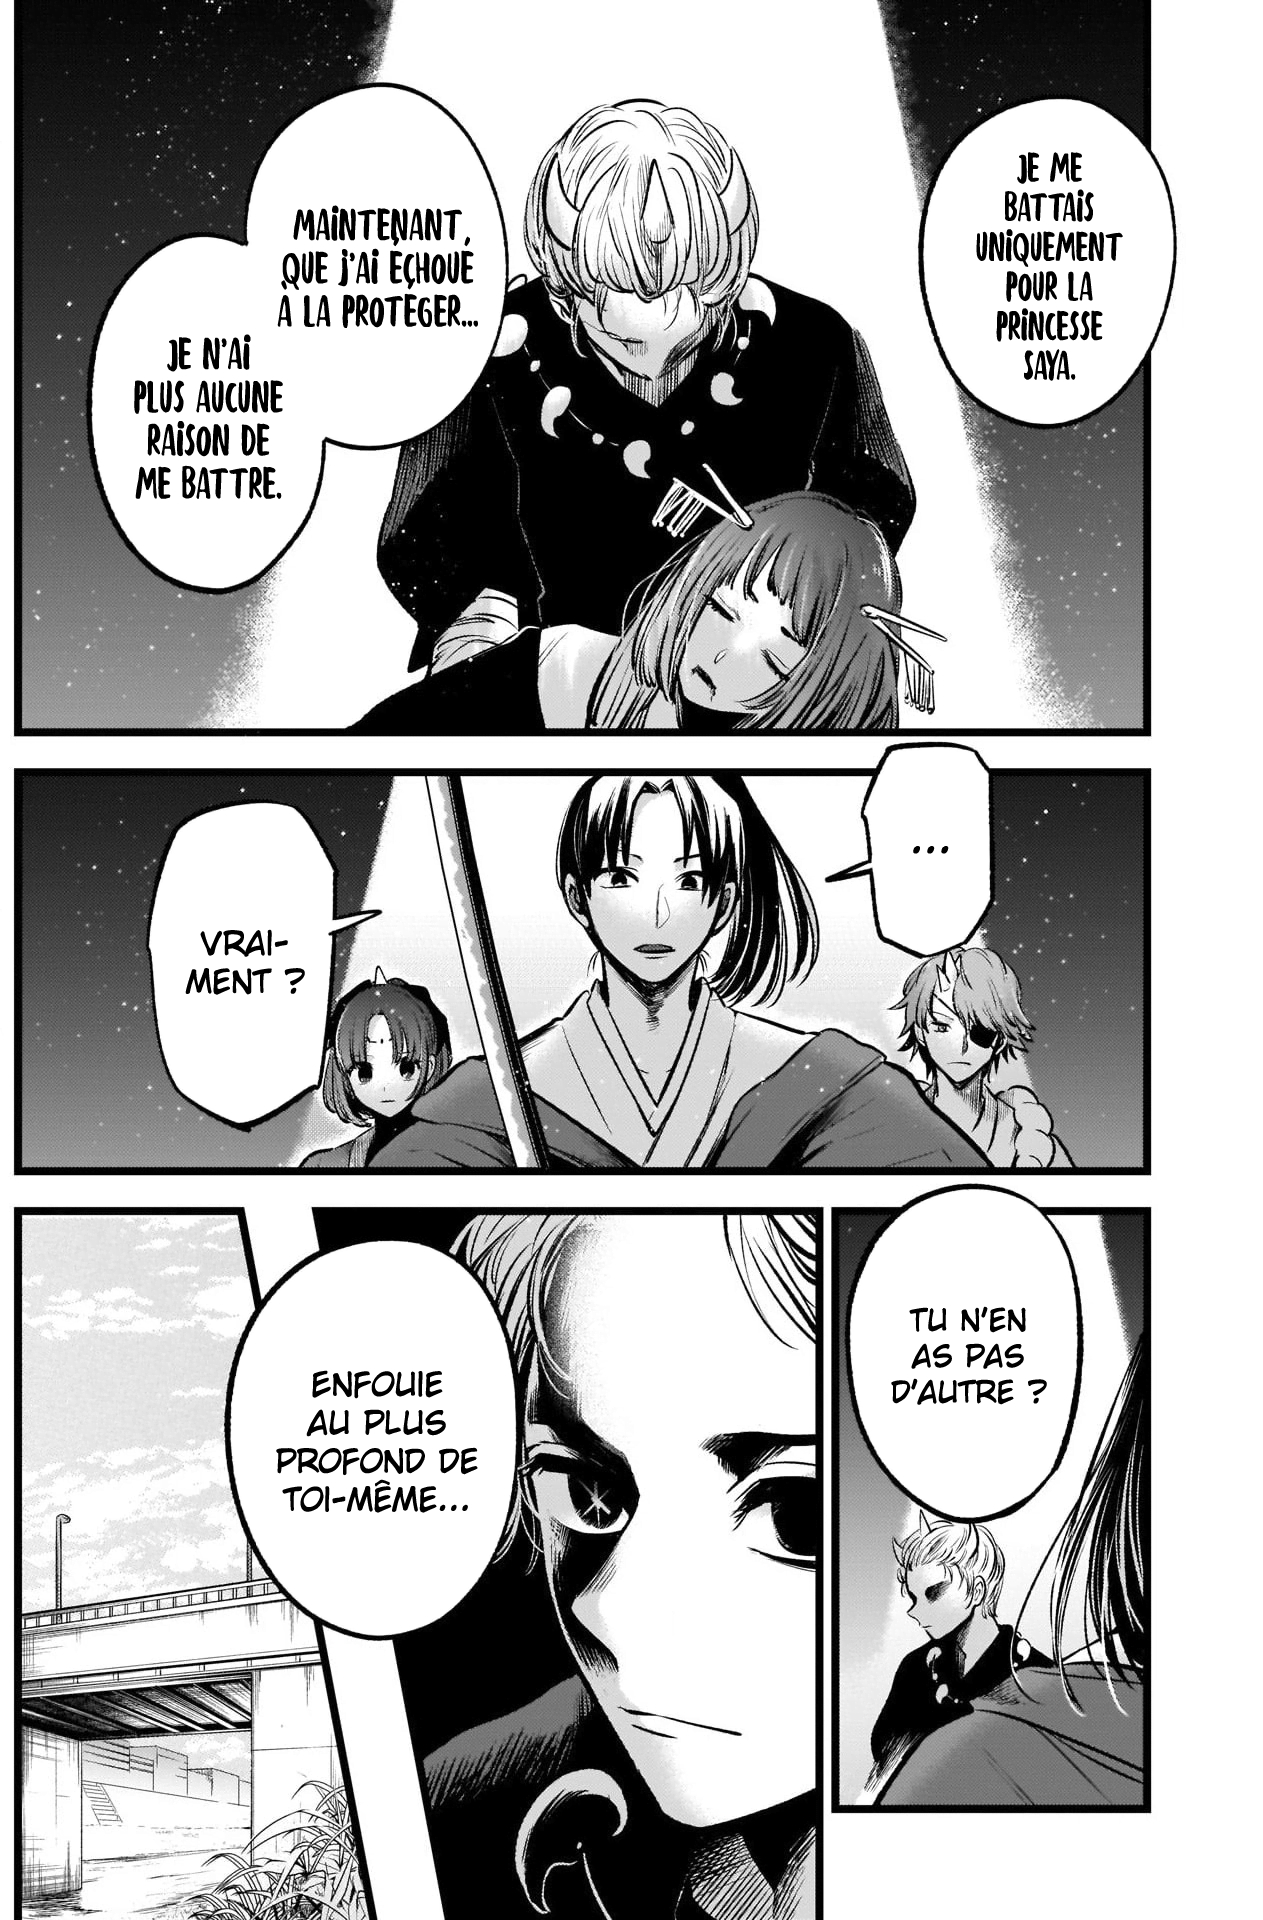 JE ME
BATTAIS
UNIQUEMENT
POUR LA
PRINCESSE
SAYA.
MAINTENANT,
QUE J'AI ÉCHOUÉ
À LA PROTÉGER...
JE N'AI
PLUS AUCUNE
RAISON DE
ME BATTRE.
...
VRAI-
MENT ?
TU N'EN
AS PAS
D'AUTRE ?
ENFOUIE
AU PLUS
PROFOND DE
TOI-MÊME...